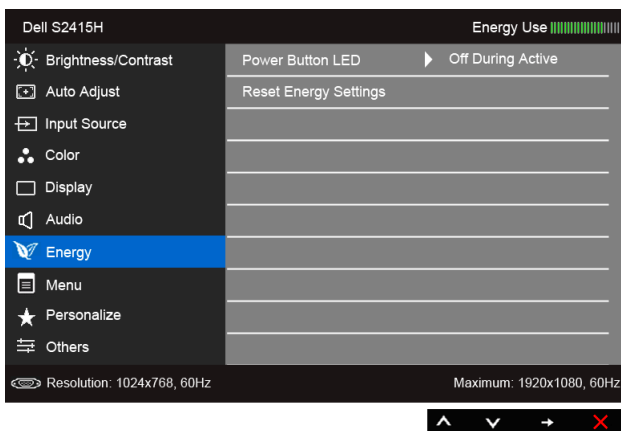 Dell S2415H Energy Use
Brightness/Contrast Power Button LED Off During Active
Auto Adjust Reset Energy Settings
Input Source
Color
Display
Audio
Energy
Menu
Personalize
Others
Resolution: 1024x768, 60Hz Maximum: 1920x1080, 60Hz